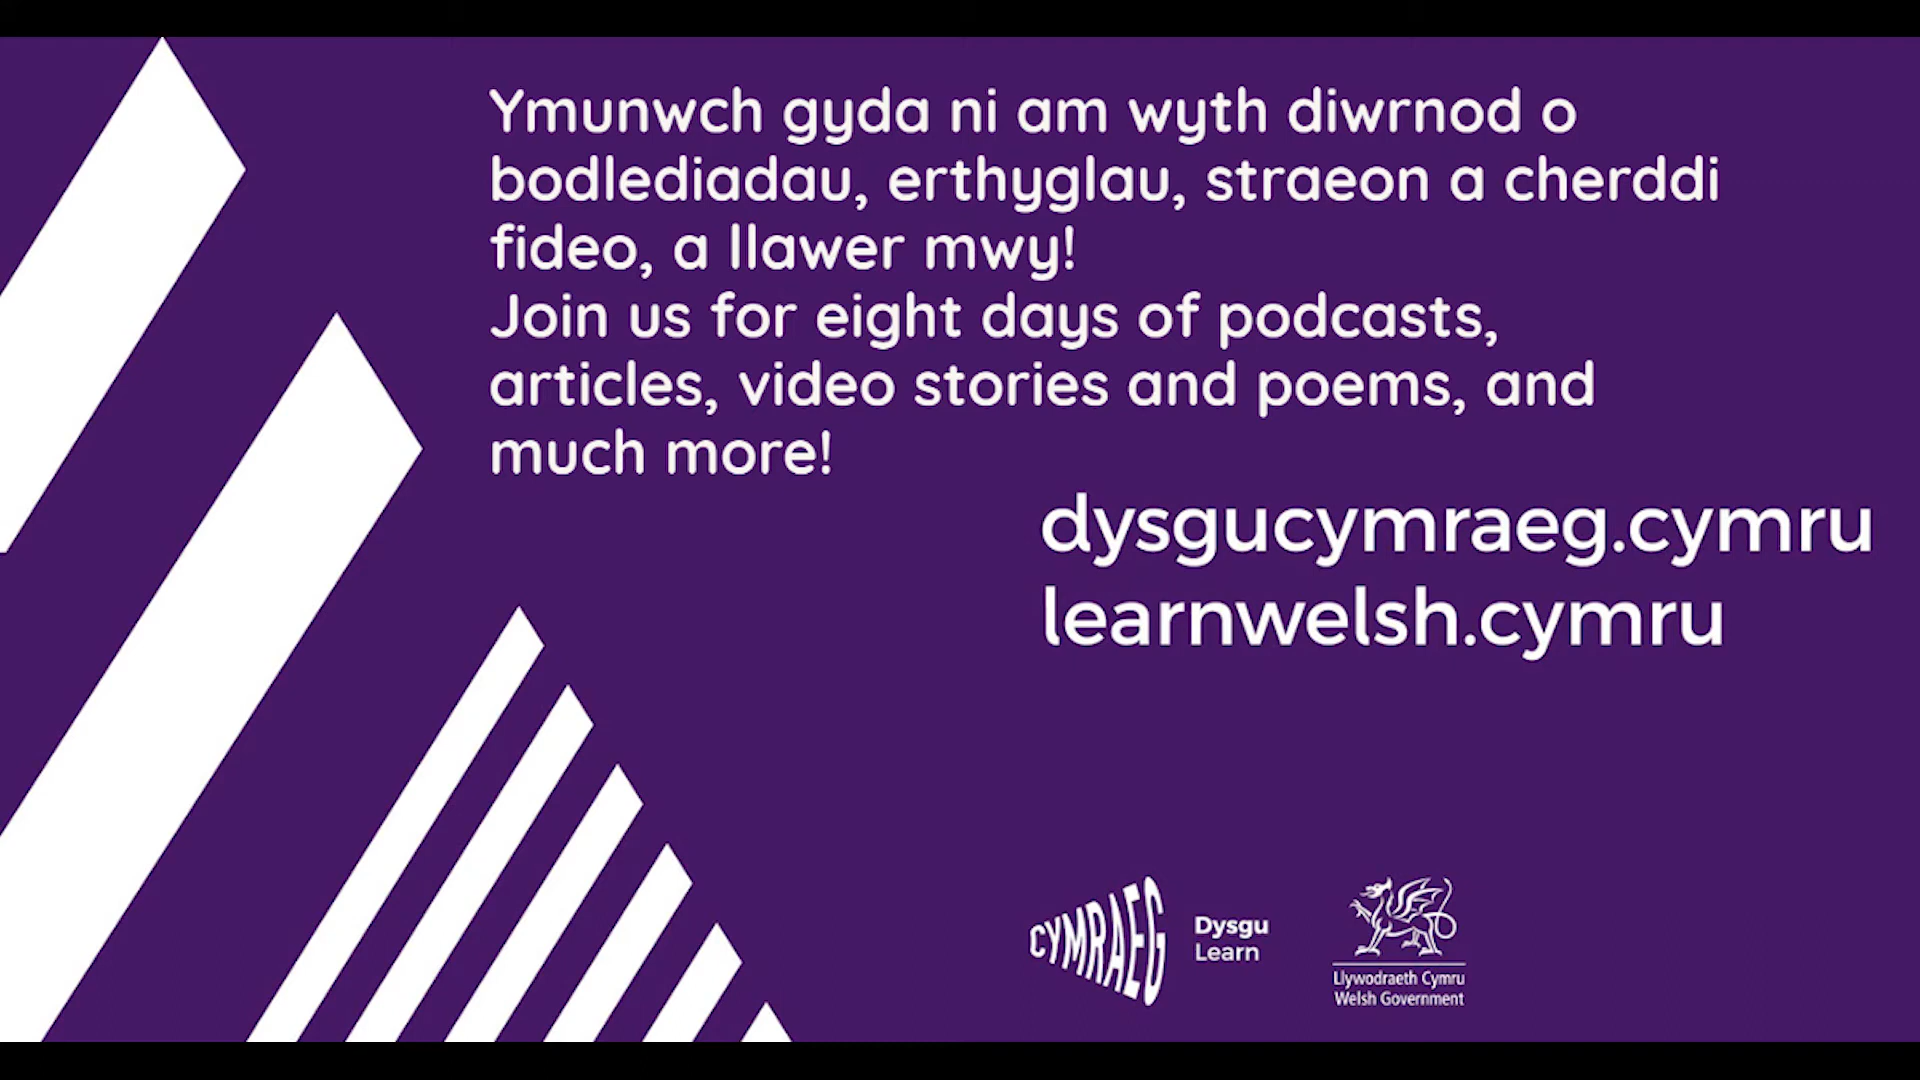 Ymunwch gyda ni am wyth diwrnod o
bodlediadau, erthyglau, straeon a cherddi
fideo, a llawer mwy!
Join us for eight days of podcasts,
articles, video stories and poems, and
much more!
dysgucymraeg.cymru
learnwelsh.cymru
CYMRAEG
Dysgu
Learn
Llywodraeth Cymru
Welsh Government